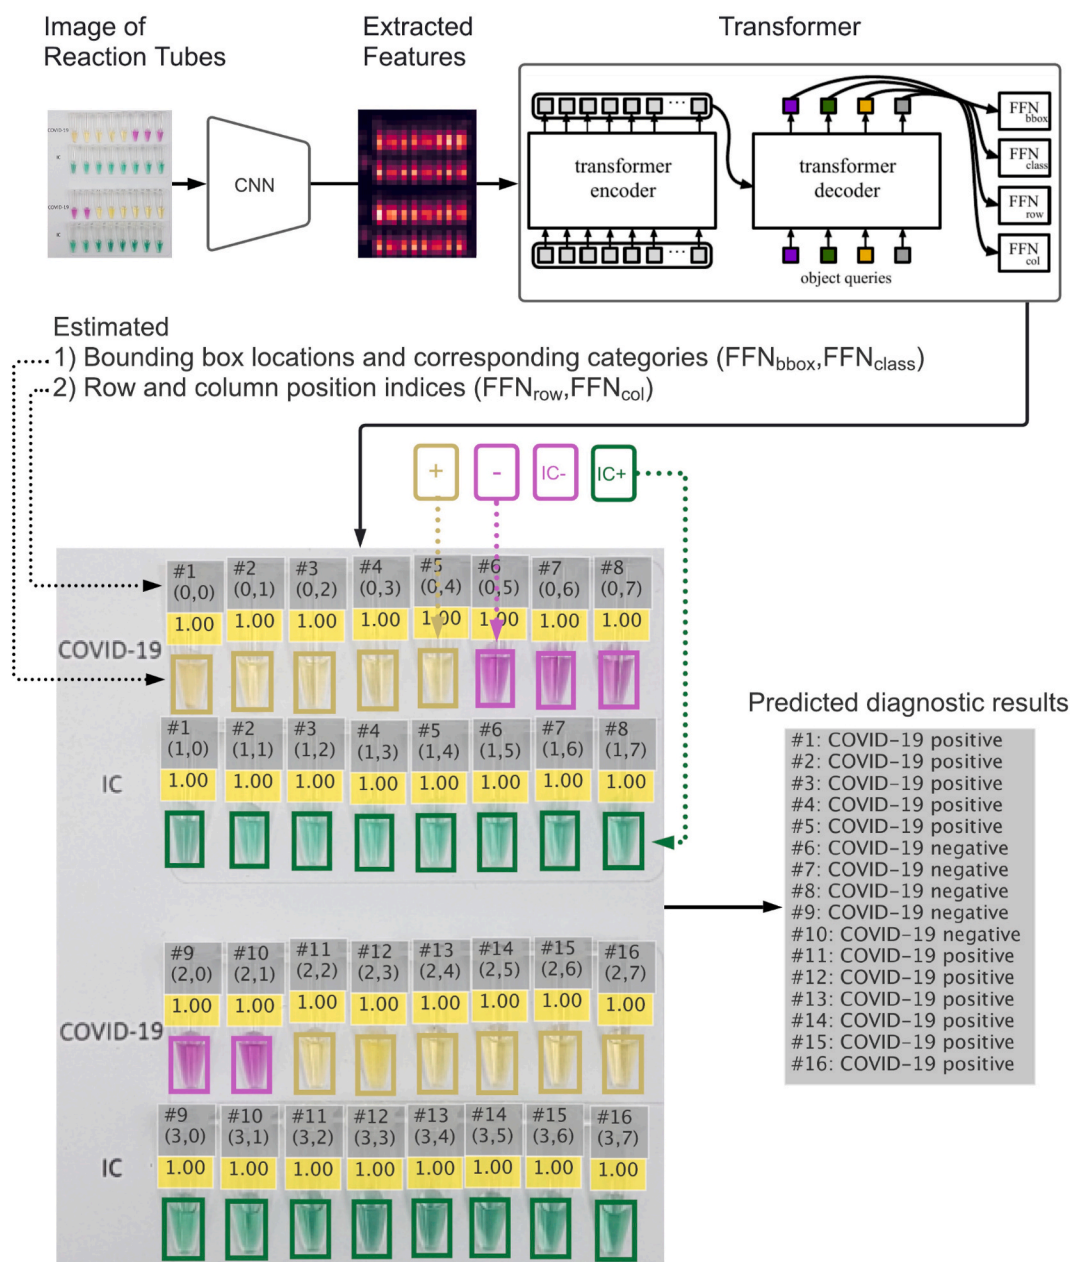 Image of
Reaction Tubes
Extracted
Features
Transformer
COVID-19
IC
COVID-19
IC
CNN
transformer
encoder
transformer
decoder
object queries
FFN bbox
FFN class
FFN row
FFN col
Estimated
1) Bounding box locations and corresponding categories (FFNbbox,FFNclass)
2) Row and column position indices (FFNrow,FFNcol)
+ - IC- IC+
#1 #2 #3 #4 #5 #6 #7 #8
(0,0) (0,1) (0,2) (0,3) (0,4) (0,5) (0,6) (0,7)
1.00 1.00 1.00 1.00 1.00 1.00 1.00 1.00
COVID-19
#1 #2 #3 #4 #5 #6 #7 #8
(1,0) (1,1) (1,2) (1,3) (1,4) (1,5) (1,6) (1,7)
1.00 1.00 1.00 1.00 1.00 1.00 1.00 1.00
IC
#9 #10 #11 #12 #13 #14 #15 #16
(2,0) (2,1) (2,2) (2,3) (2,4) (2,5) (2,6) (2,7)
1.00 1.00 1.00 1.00 1.00 1.00 1.00 1.00
COVID-19
#9 #10 #11 #12 #13 #14 #15 #16
(3,0) (3,1) (3,2) (3,3) (3,4) (3,5) (3,6) (3,7)
1.00 1.00 1.00 1.00 1.00 1.00 1.00 1.00
IC
Predicted diagnostic results
#1: COVID-19 positive
#2: COVID-19 positive
#3: COVID-19 positive
#4: COVID-19 positive
#5: COVID-19 positive
#6: COVID-19 negative
#7: COVID-19 negative
#8: COVID-19 negative
#9: COVID-19 negative
#10: COVID-19 negative
#11: COVID-19 positive
#12: COVID-19 positive
#13: COVID-19 positive
#14: COVID-19 positive
#15: COVID-19 positive
#16: COVID-19 positive